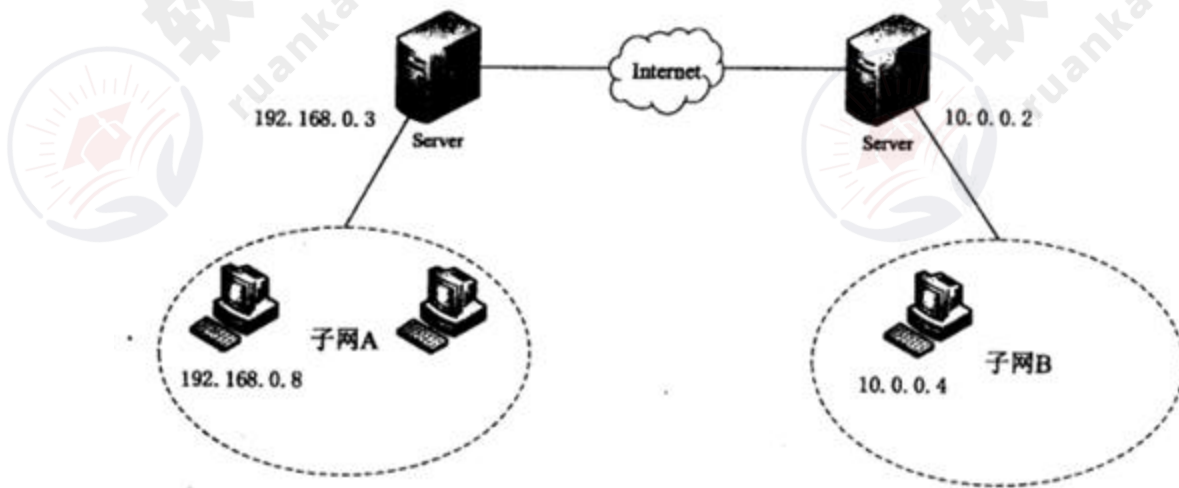 Internet
192.168.0.3
Server
10.0.0.2
Server
子网A
192.168.0.8
子网B
10.0.0.4